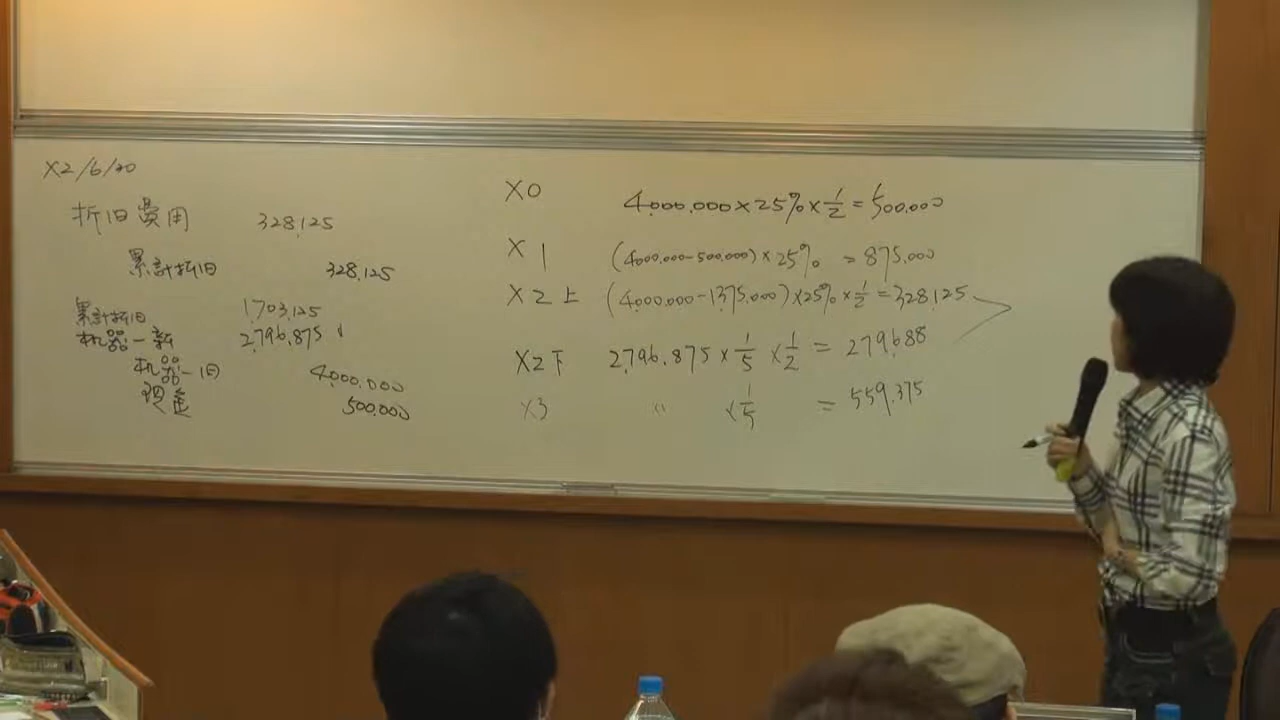 X2/6/30
折旧費用 328,125
累計折旧 328,125
累計折旧 1,703,125
机器-新 2,796,875
机器-旧 4,000,000
現金 500,000
X0 4,000,000×25%×1/2=500,000
X1 (4,000,000-500,000)×25% =875,000
X2上 (4,000,000-1,375,000)×25%×1/2=328,125
X2下 2,796,875×1/5×1/2=279,688
X3 〃 ×1/5 =559,375